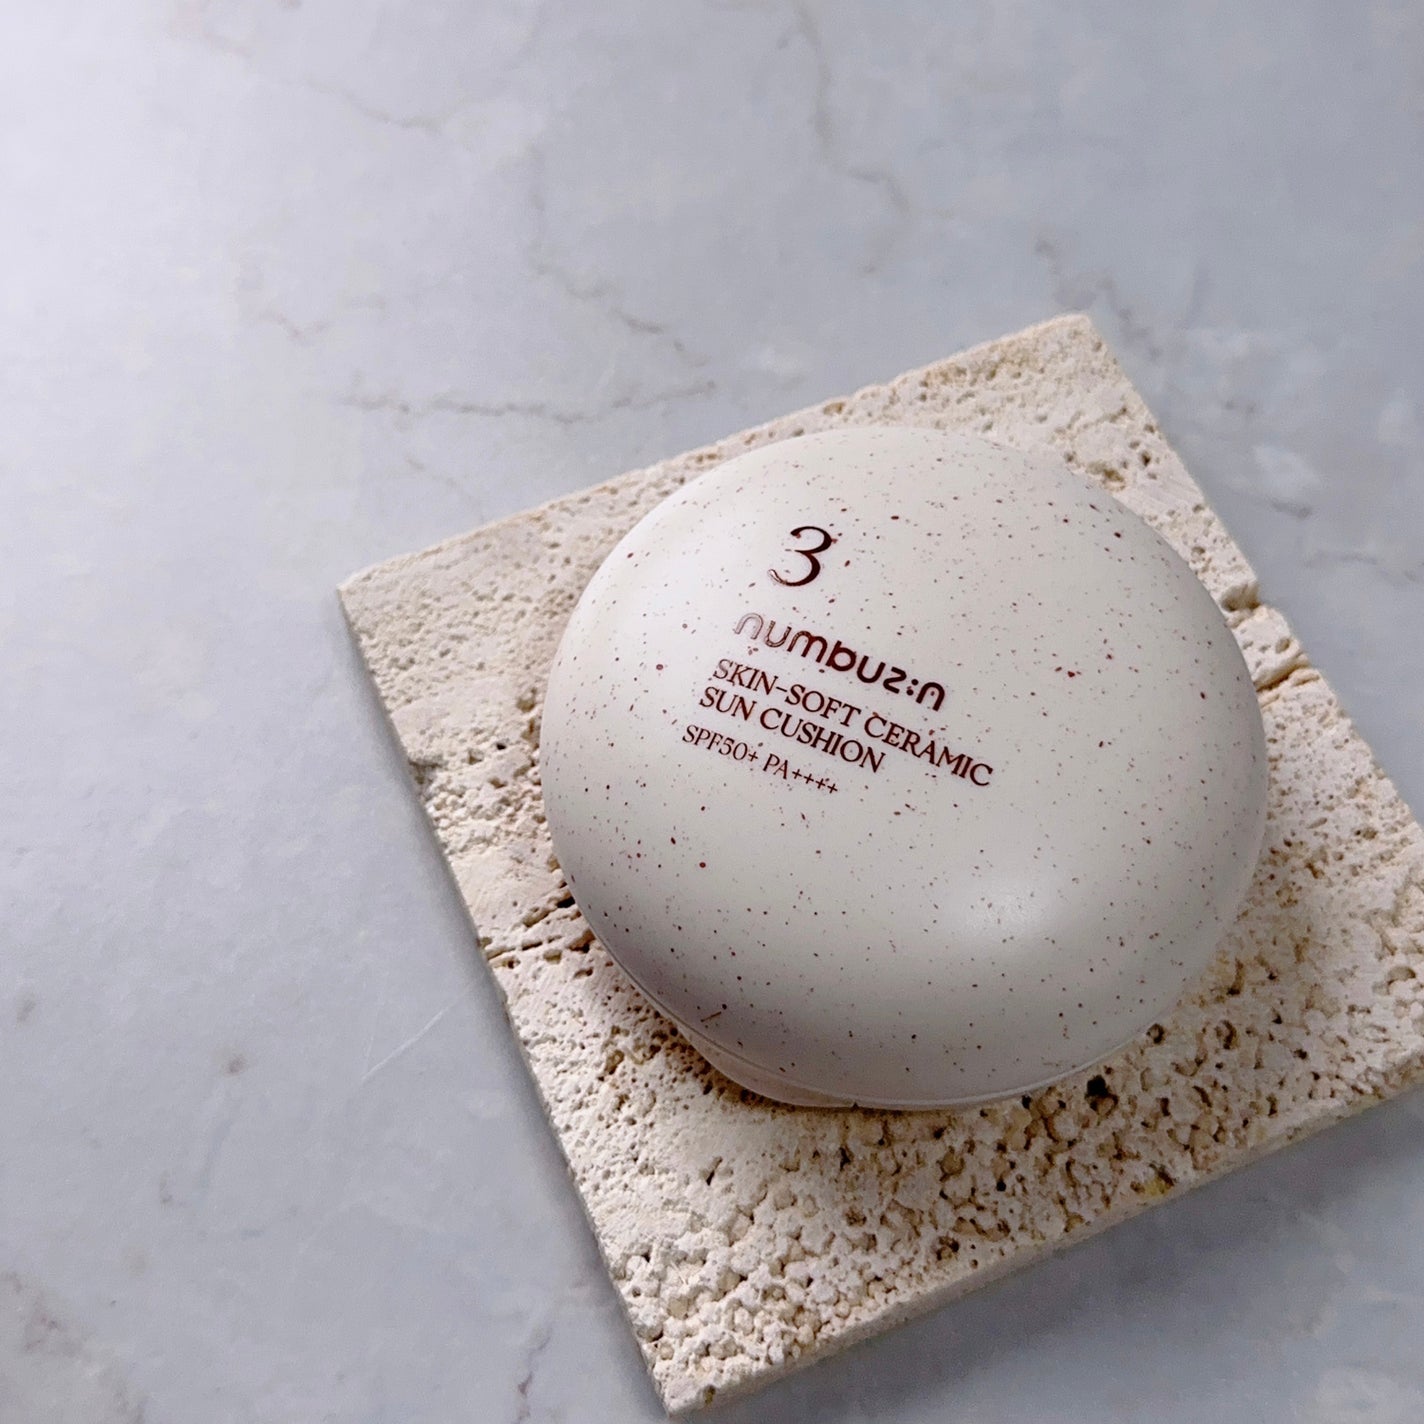 3
numbuz:n
SKIN-SOFT CERAMIC
SUN CUSHION
SPF50+ PA++++